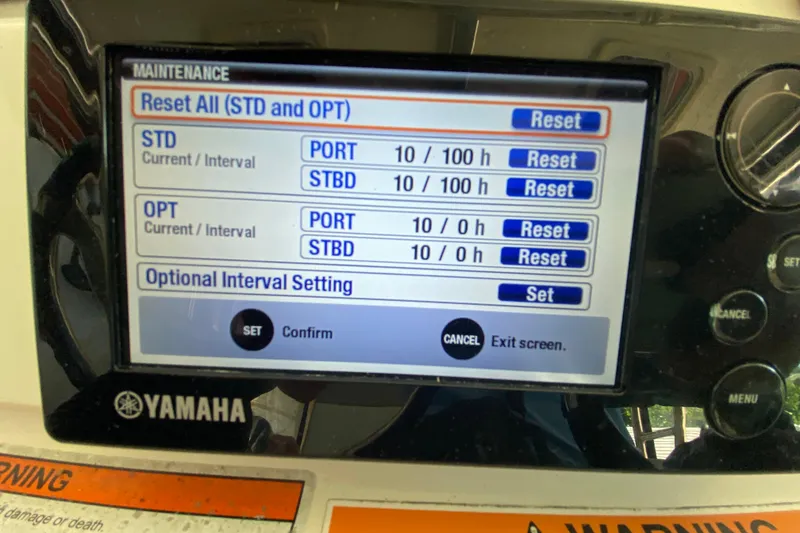 MAINTENANCE
Reset All (STD and OPT) Reset
STD
Current / Interval
PORT 10 / 100 h Reset
STBD 10 / 100 h Reset
OPT
Current / Interval
PORT 10 / 0 h Reset
STBD 10 / 0 h Reset
Optional Interval Setting Set
SET Confirm CANCEL Exit screen.
YAMAHA
SET
CANCEL
MENU
RNING
damage or death.
WARNING